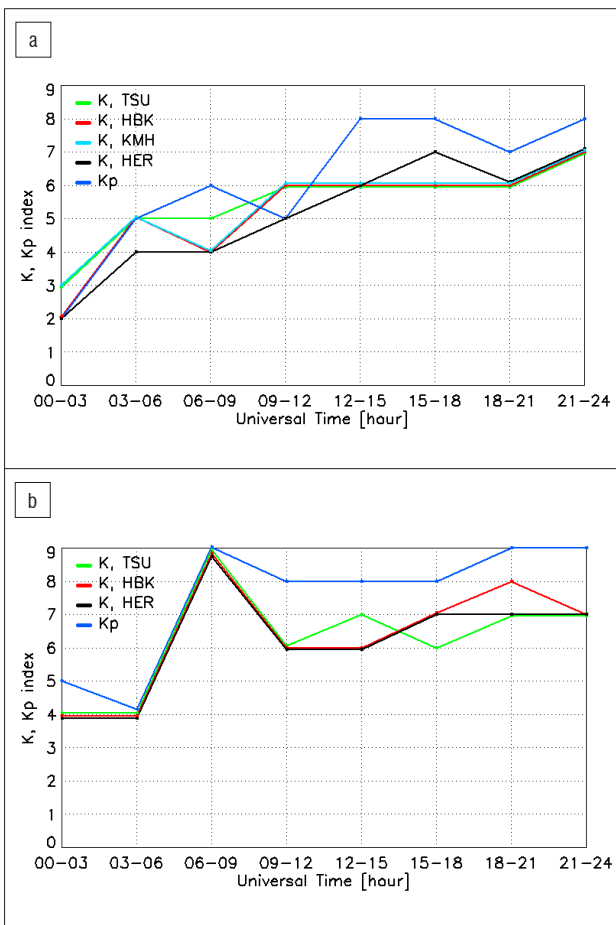 a
9
8
7
6
5
4
3
2
1
0
K, Kp index
K, TSU
K, HBK
K, KMH
K, HER
Kp
00-03 03-06 06-09 09-12 12-15 15-18 18-21 21-24
Universal Time [hour]
b
9
8
7
6
5
4
3
2
1
0
K, Kp index
K, TSU
K, HBK
K, HER
Kp
00-03 03-06 06-09 09-12 12-15 15-18 18-21 21-24
Universal Time [hour]